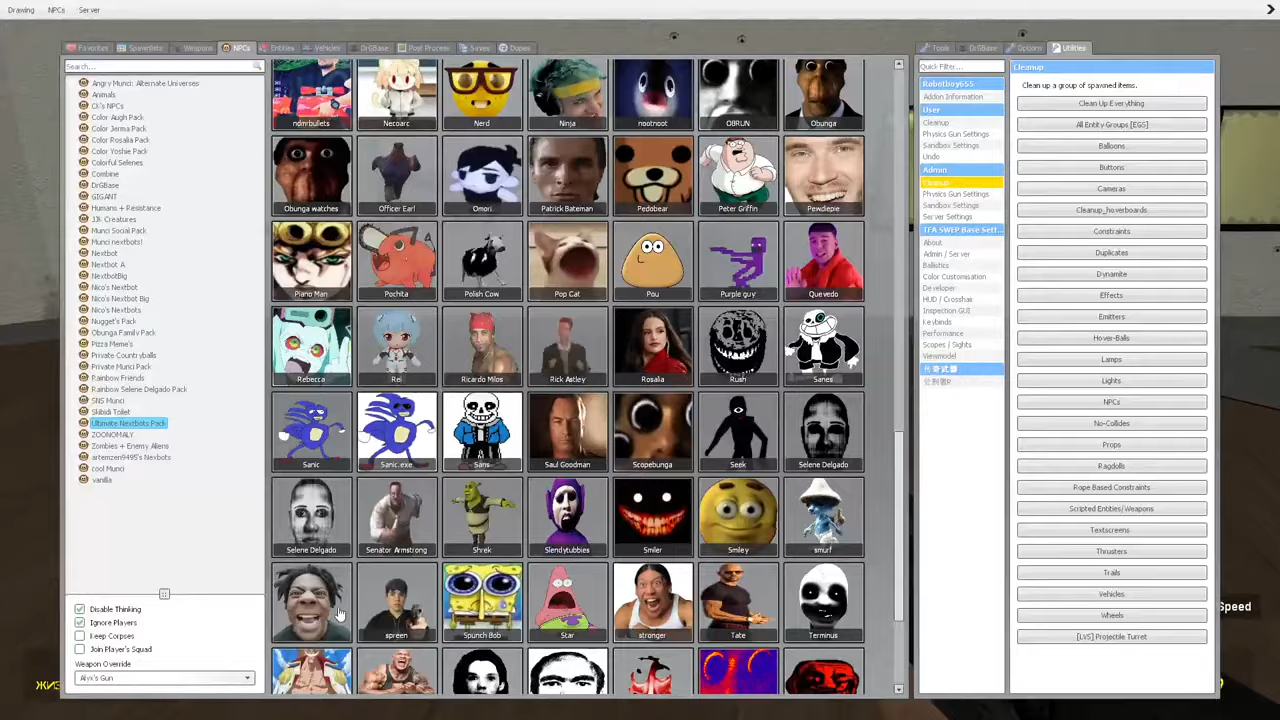 Drawing NPCs Server
Favorites Spawnlists Weapons NPCs Entities Vehicles DrGBase Post Process Saves Dupes
Tools DrGBase Options Utilities
Search...
Angry Munci: Alternate Universes
Animals
Ck's NPCs
Color Augh Pack
Color Jerma Pack
Color Rosalia Pack
Color Yoshie Pack
Colorful Selenes
Combine
DrGBase
GIGANT
Humans + Resistance
JJK Creatures
Munci Social Pack
Munci nextbots!
Nextbot
Nextbot A
NextbotBig
Nico's Nextbot
Nico's Nextbot Big
Nico's Nextbots
Nugget's Pack
Obunga Family Pack
Pizza Meme's
Private Countryballs
Private Munci Pack
Rainbow Friends
Rainbow Selene Delgado Pack
SNS Munci
Skibidi Toilet
Ultimate Nextbots Pack
ZOONOMALY
Zombies + Enemy Aliens
artemzen9495's Nexbots
cool Munci
vanilla
Disable Thinking
Ignore Players
Keep Corpses
Join Player's Squad
Weapon Override
Alyx's Gun
ndmrbullets Necoarc Nerd Ninja nootnoot OBRUN Obunga
Obunga watches Officer Earl Omori Patrick Bateman Pedobear Peter Griffin Pewdiepie
Piano Man Pochita Polish Cow Pop Cat Pou Purple guy Quevedo
Rebecca Rei Ricardo Milos Rick Astley Rosalia Rush Sanes
Sanic Sanic.exe Sans Saul Goodman Scopebunga Seek Selene Delgado
Selene Delgado Senator Armstrong Shrek Slendytubbies Smiler Smiley smurf
spreen Spunch Bob Star stronger Tate Terminus
Quick Filter...
Robotboy655
Addon Information
User
Cleanup
Physics Gun Settings
Sandbox Settings
Undo
Admin
Cleanup
Physics Gun Settings
Sandbox Settings
Server Settings
TFA SWEP Base Sett...
About
Admin / Server
Ballistics
Color Customisation
Developer
HUD / Crosshair
Inspection GUI
Keybinds
Performance
Scopes / Sights
Viewmodel
Cleanup
Clean up a group of spawned items.
Clean Up Everything
All Entity Groups [EGS]
Balloons
Buttons
Cameras
Cleanup_hoverboards
Constraints
Duplicates
Dynamite
Effects
Emitters
Hover-Balls
Lamps
Lights
NPCs
No-Collides
Props
Ragdolls
Rope Based Constraints
Scripted Entities/Weapons
Textscreens
Thrusters
Trails
Vehicles
Wheels
[LVS] Projectile Turret
Speed